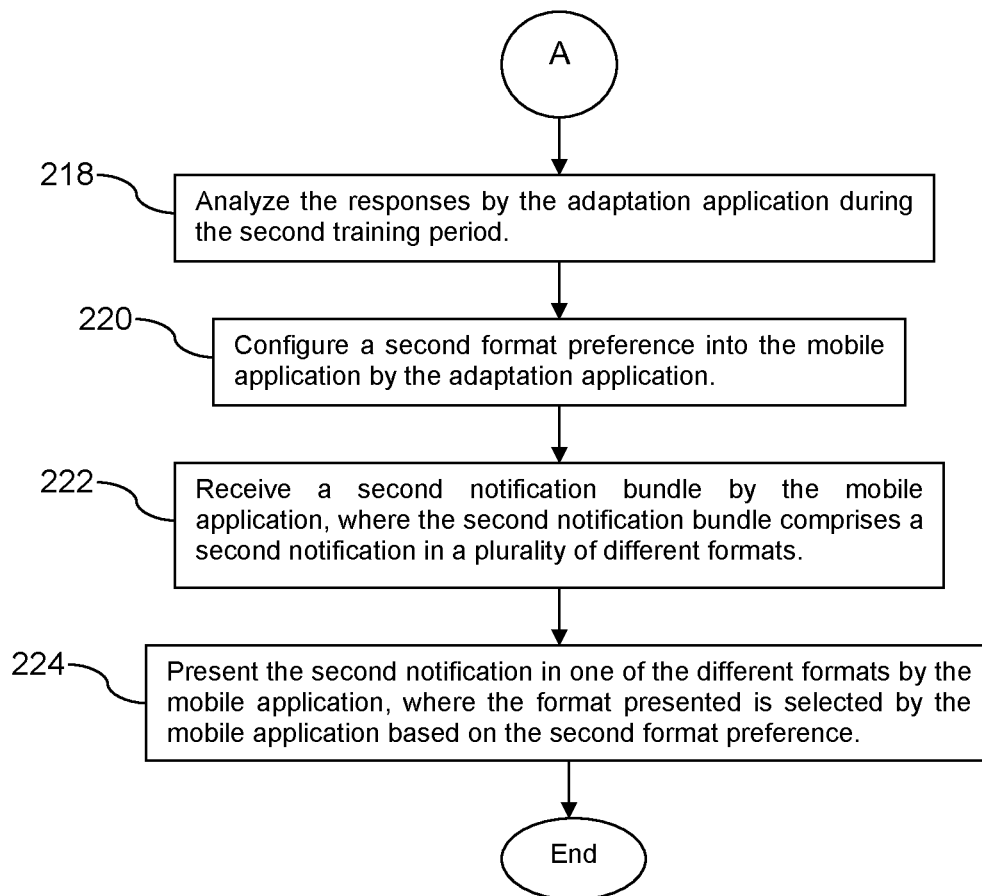 A
218
Analyze the responses by the adaptation application during
the second training period.
220
Configure a second format preference into the mobile
application by the adaptation application.
222
Receive a second notification bundle by the mobile
application, where the second notification bundle comprises a
second notification in a plurality of different formats.
224
Present the second notification in one of the different formats by the
mobile application, where the format presented is selected by the
mobile application based on the second format preference.
End